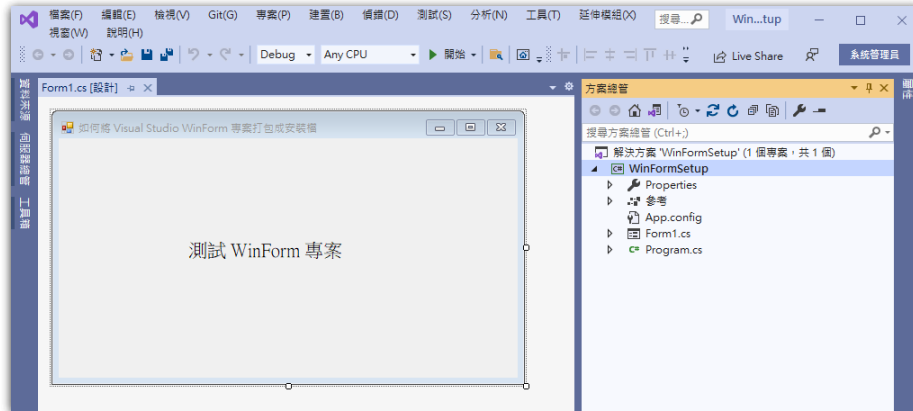 檔案(F) 編輯(E) 檢視(V) Git(G) 專案(P) 建置(B) 偵錯(D) 測試(S) 分析(N) 工具(T) 延伸模組(X) 搜尋... Win...tup
視窗(W) 說明(H)
Debug Any CPU 開始 Live Share 系統管理員
資料來源
伺服器總管
工具箱
Form1.cs [設計]
如何將 Visual Studio WinForm 專案打包成安裝檔
測試 WinForm 專案
方案總管
搜尋方案總管 (Ctrl+;)
解決方案 'WinFormSetup' (1 個專案，共 1 個)
C# WinFormSetup
Properties
參考
App.config
Form1.cs
C# Program.cs
屬性